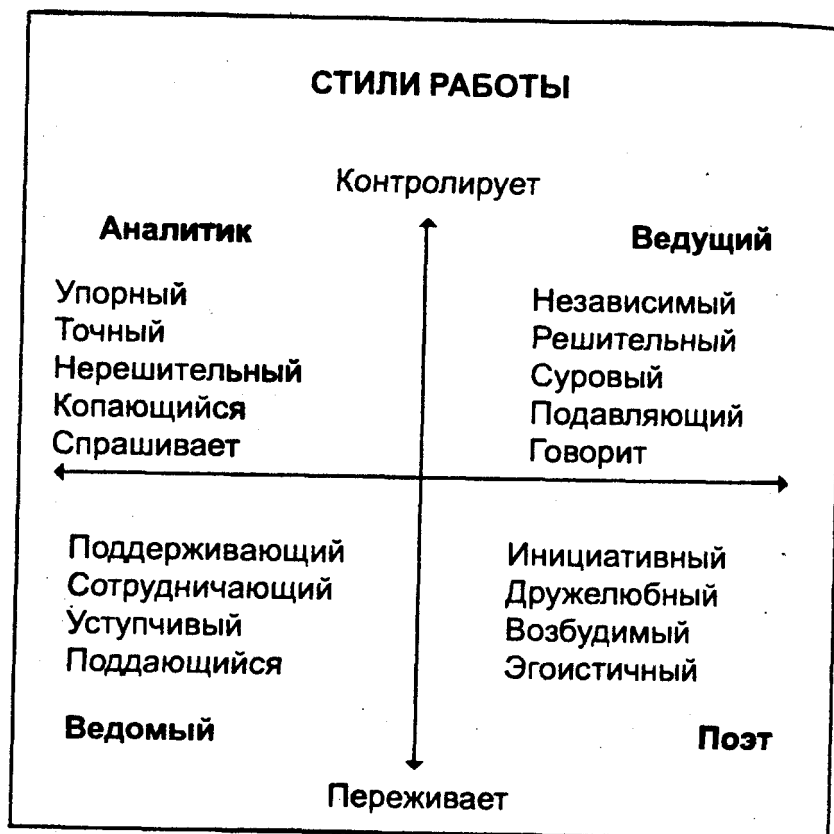 СТИЛИ РАБОТЫ
Контролирует
Аналитик
Ведущий
Упорный
Точный
Нерешительный
Копающийся
Спрашивает
Независимый
Решительный
Суровый
Подавляющий
Говорит
Поддерживающий
Сотрудничающий
Уступчивый
Поддающийся
Ведомый
Инициативный
Дружелюбный
Возбудимый
Эгоистичный
Поэт
Переживает